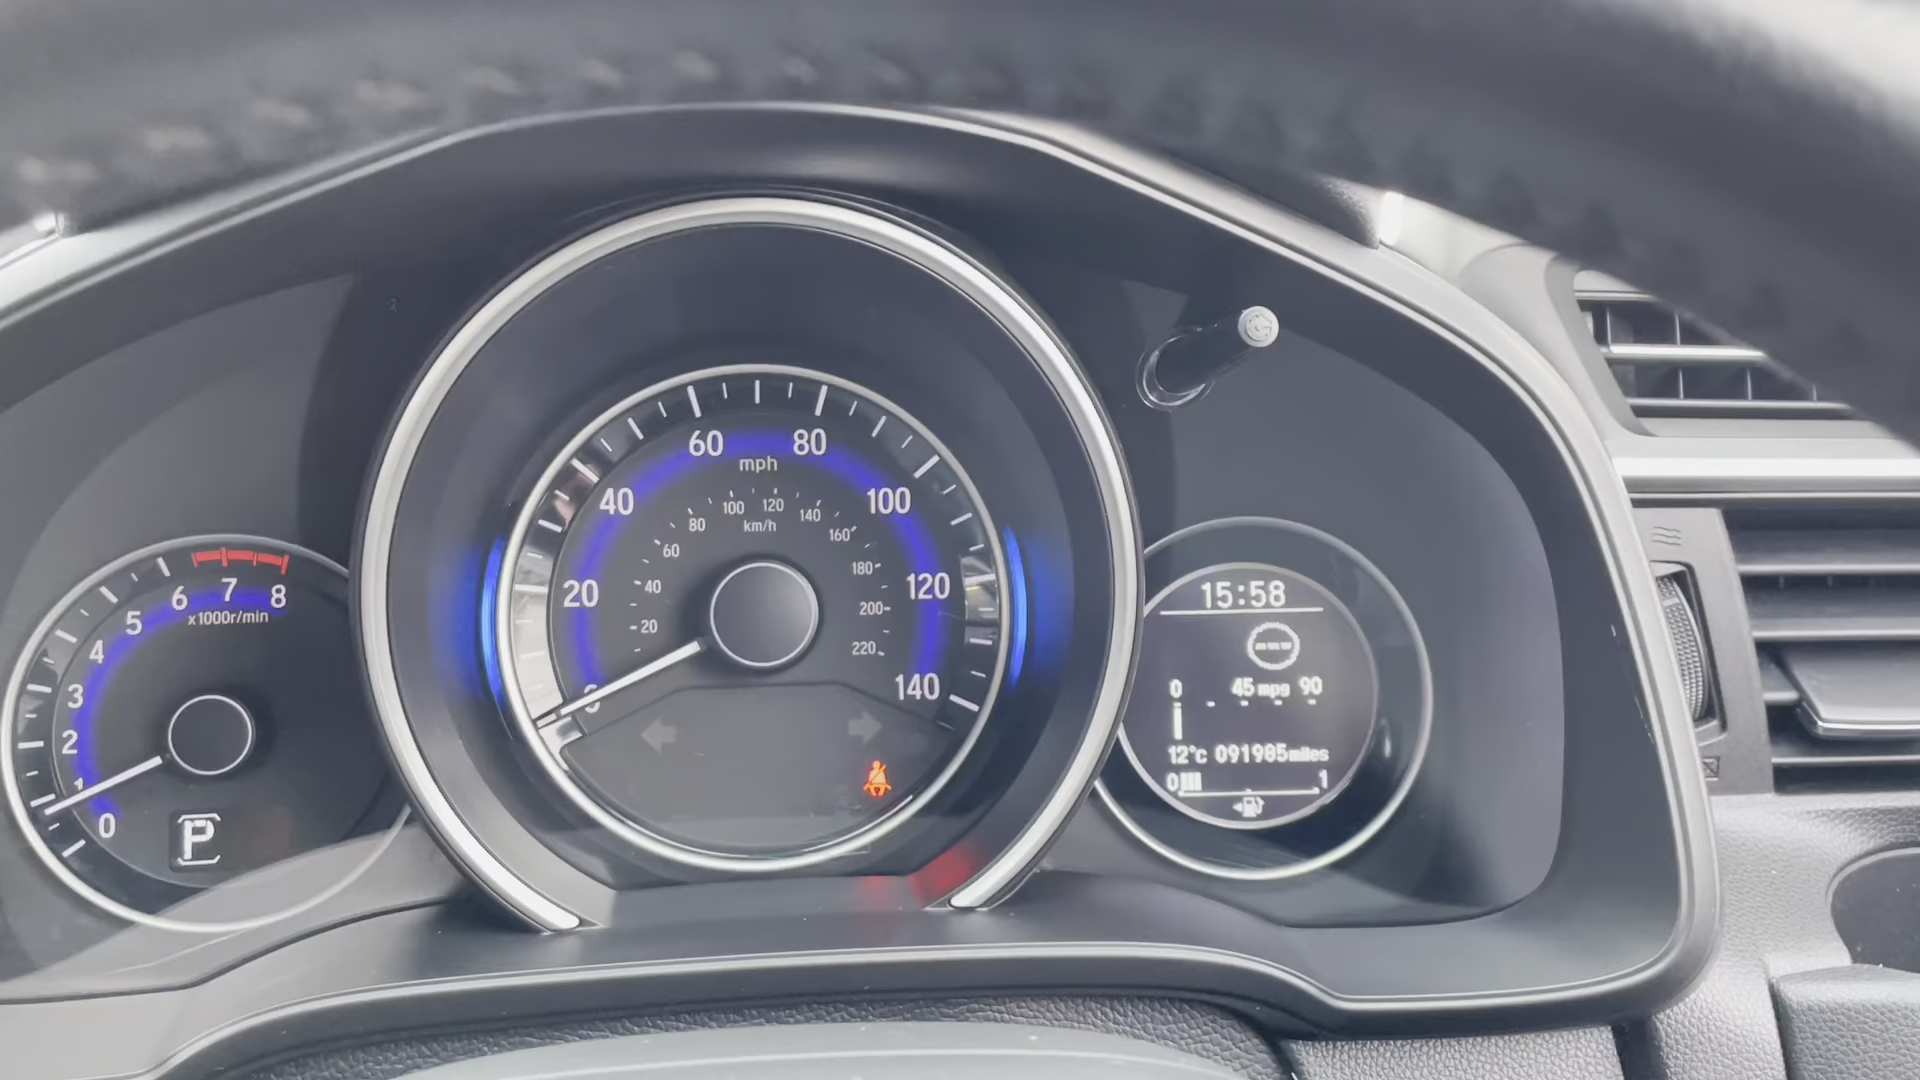 0 1 2 3 4 5 6 7 8
x1000r/min
P
20 40 60 80 100 120 140
mph
20 40 60 80 100 120 140 160 180 200 220
km/h
15:58
0 45 mpg 90
12°c 091985miles
0 1